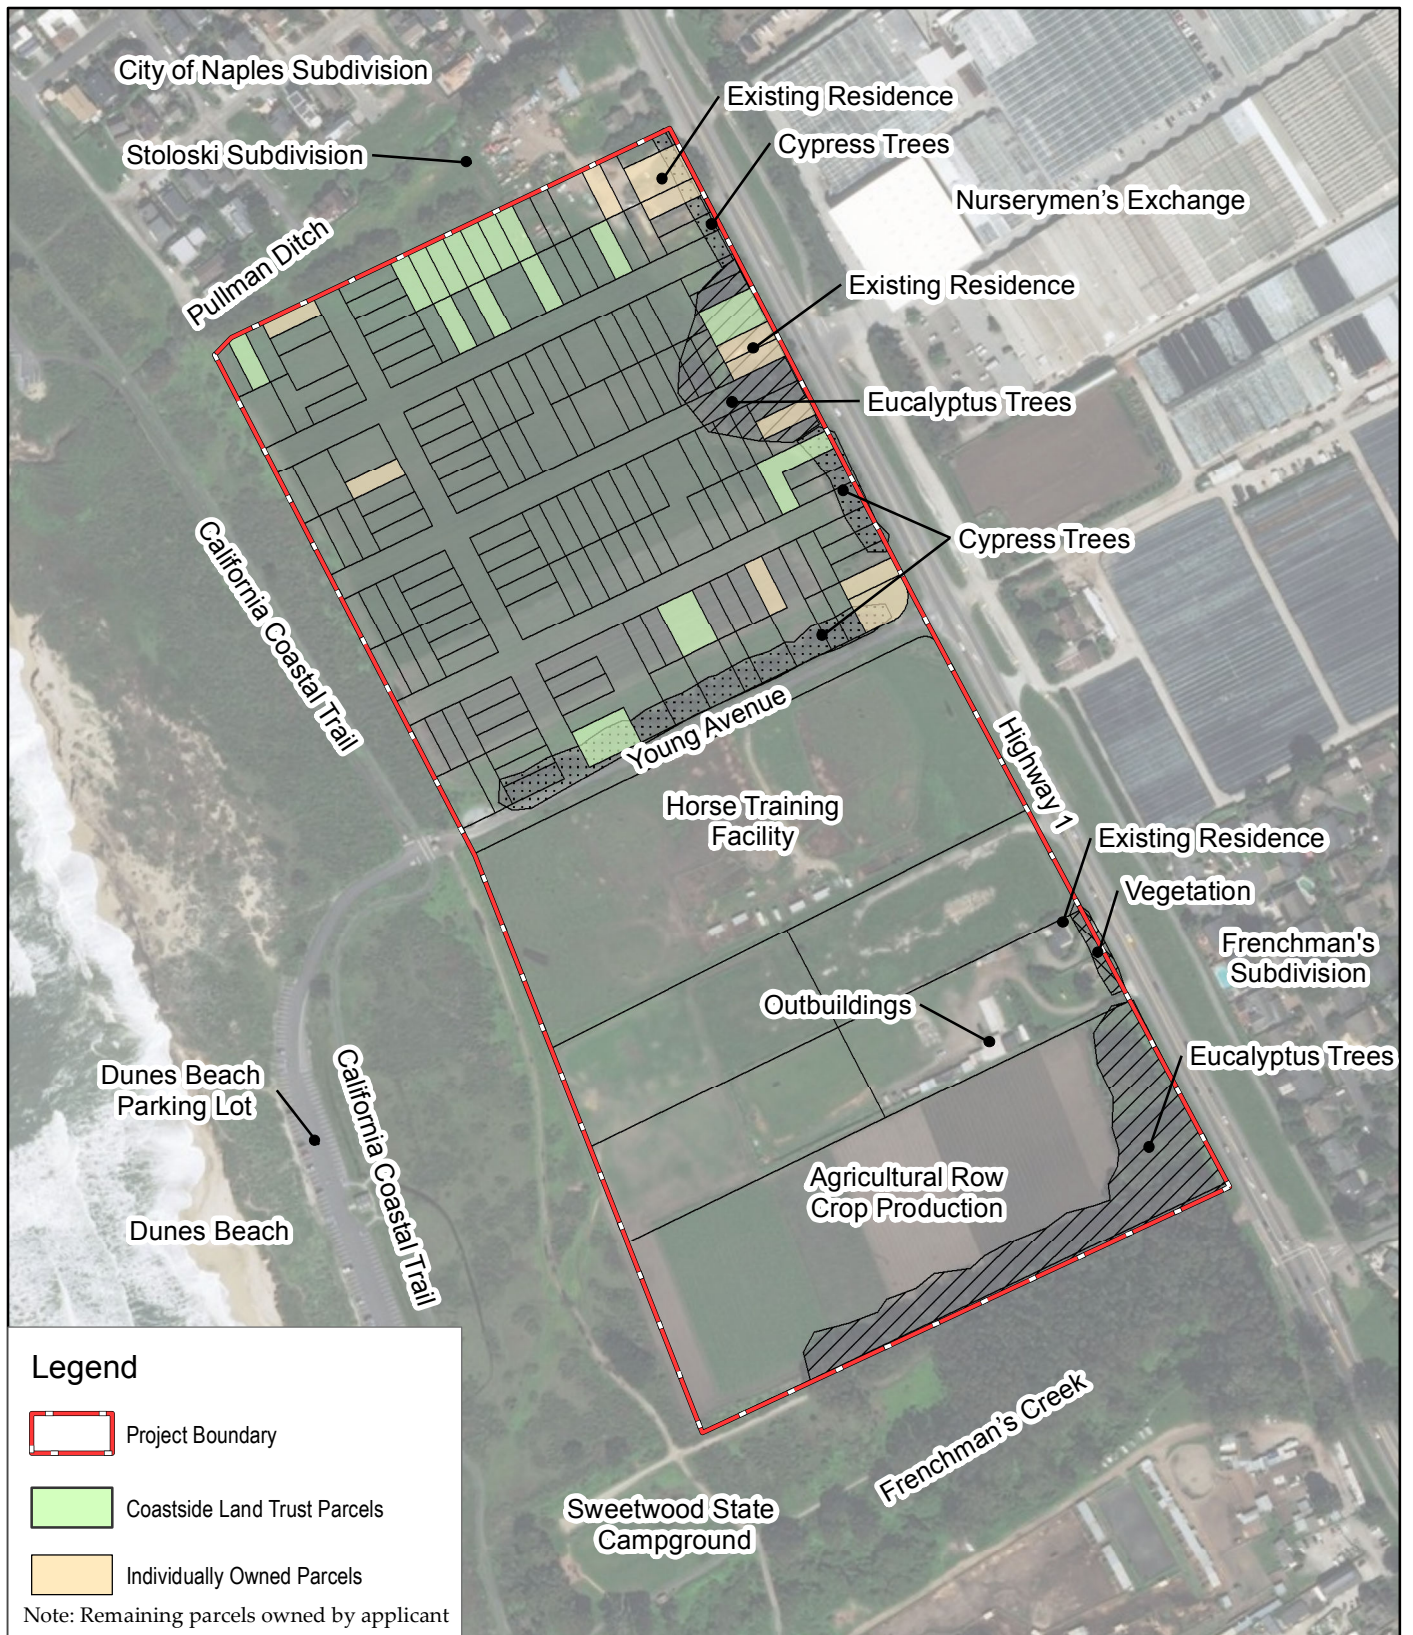 City of Naples Subdivision
Existing Residence
Stoloski Subdivision
Cypress Trees
Nurserymen's Exchange
Pullman Ditch
Existing Residence
Eucalyptus Trees
California Coastal Trail
Cypress Trees
Young Avenue
Highway 1
Horse Training
Facility
Existing Residence
Vegetation
Frenchman's
Subdivision
Outbuildings
Eucalyptus Trees
Dunes Beach
Parking Lot
California Coastal Trail
Agricultural Row
Crop Production
Dunes Beach
Frenchman's Creek
Sweetwood State
Campground
Legend
Project Boundary
Coastside Land Trust Parcels
Individually Owned Parcels
Note: Remaining parcels owned by applicant